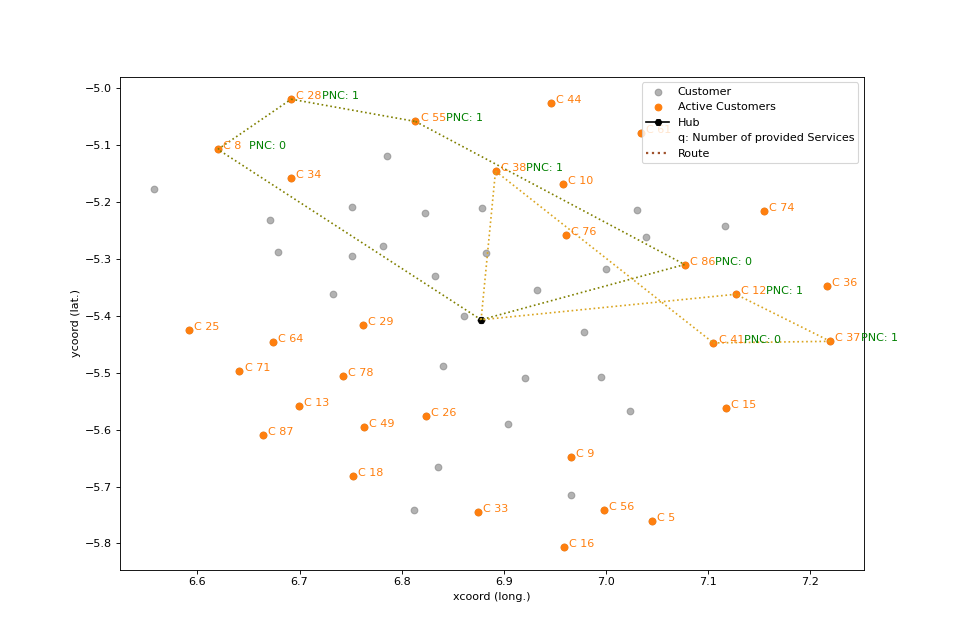 −5.0
−5.1
−5.2
−5.3
−5.4
−5.5
−5.6
−5.7
−5.8
ycoord (lat.)
6.6 6.7 6.8 6.9 7.0 7.1 7.2
xcoord (long.)
Customer
Active Customers
Hub
q: Number of provided Services
Route
C 28 PNC: 1
C 44
C 55 PNC: 1
C 8 PNC: 0
C 38 PNC: 1
C 34
C 10
C 74
C 76
C 86 PNC: 0
C 36
C 12 PNC: 1
C 25
C 29
C 64
C 41 PNC: 0
C 37 PNC: 1
C 71
C 78
C 13
C 15
C 26
C 49
C 87
C 9
C 18
C 33
C 56
C 5
C 16